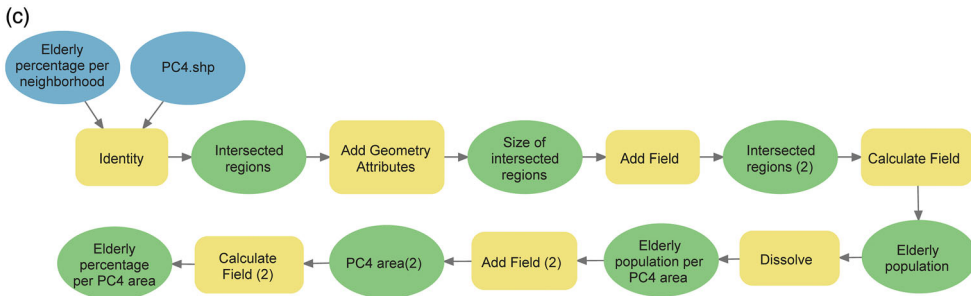 (c)
Elderly
percentage per
neighborhood
PC4.shp
Identity
Intersected
regions
Add Geometry
Attributes
Size of
intersected
regions
Add Field
Intersected
regions (2)
Calculate Field
Elderly
population
Dissolve
Elderly
population per
PC4 area
Add Field (2)
PC4 area(2)
Calculate
Field (2)
Elderly
percentage
per PC4 area